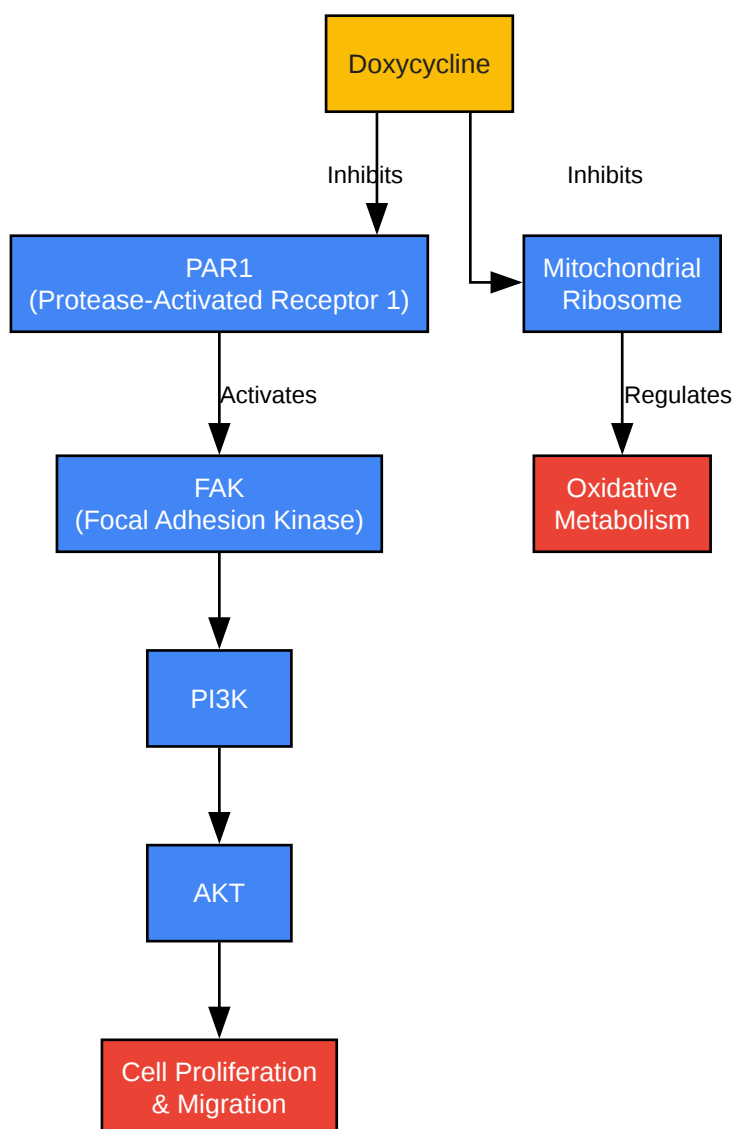 Doxycycline
Inhibits
Inhibits
PAR1
(Protease-Activated Receptor 1)
Mitochondrial
Ribosome
Activates
Regulates
FAK
(Focal Adhesion Kinase)
Oxidative
Metabolism
PI3K
AKT
Cell Proliferation
& Migration